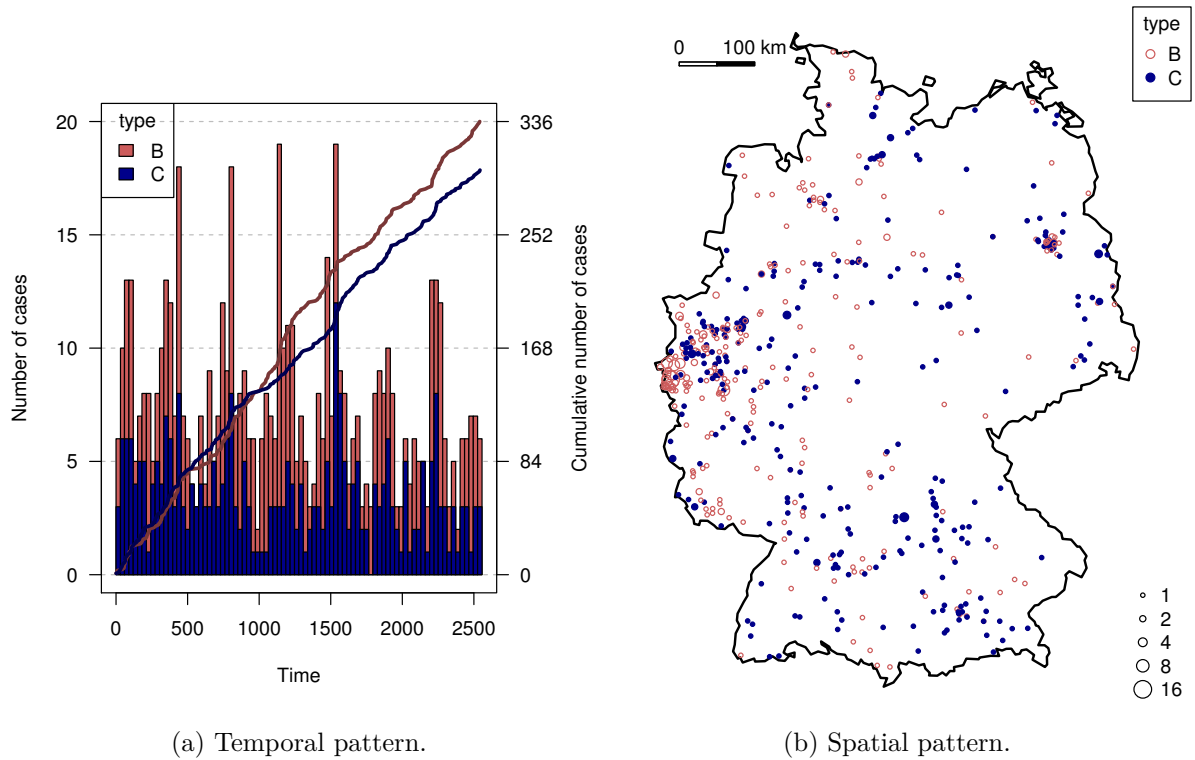 type
B
C
0
5
10
15
20
0
84
168
252
336
Number of cases
Cumulative number of cases
0 500 1000 1500 2000 2500
Time
(a) Temporal pattern.
0 100 km
type
B
C
1
2
4
8
16
(b) Spatial pattern.